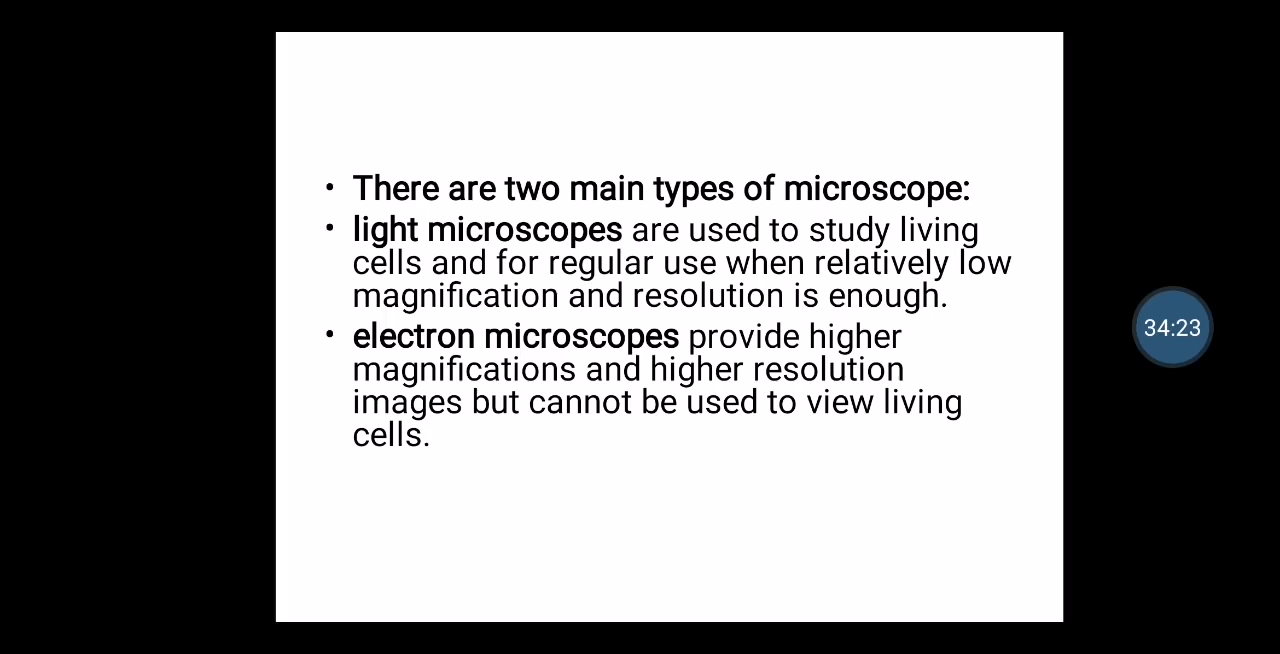 • There are two main types of microscope:
• light microscopes are used to study living
cells and for regular use when relatively low
magnification and resolution is enough.
• electron microscopes provide higher
magnifications and higher resolution
images but cannot be used to view living
cells.
34:23